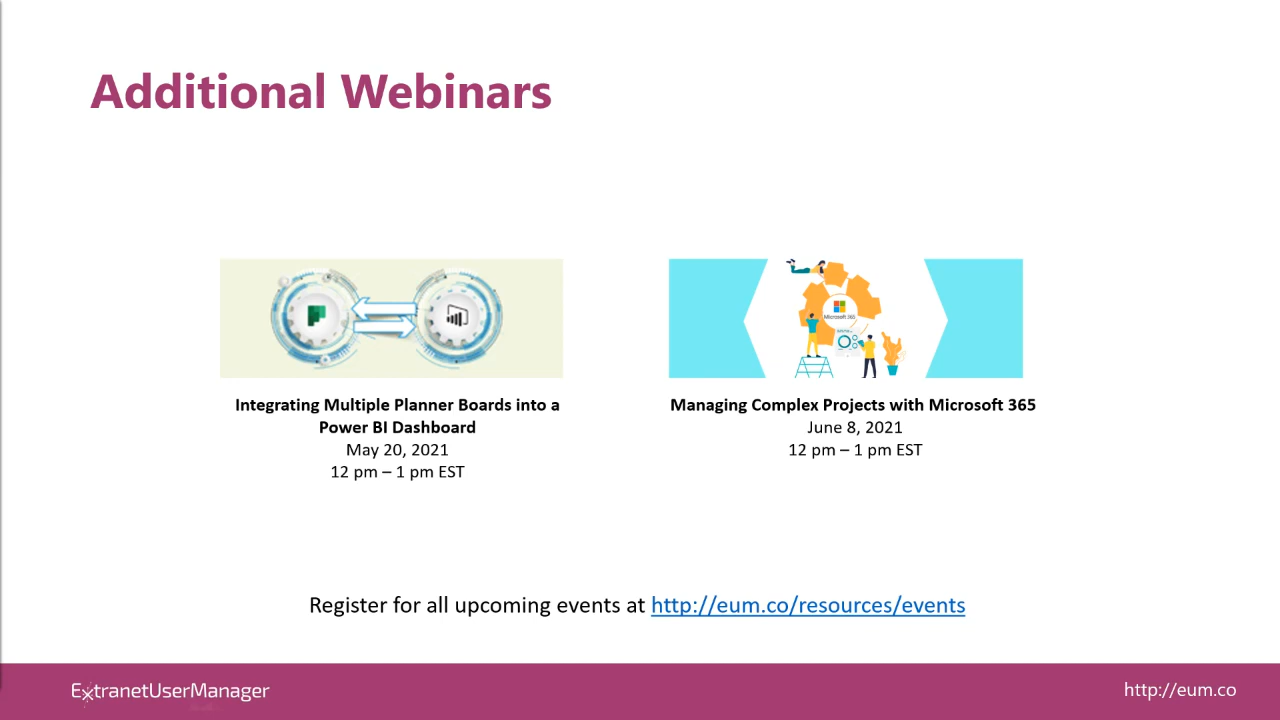 Additional Webinars
Microsoft 365
Integrating Multiple Planner Boards into a
Power BI Dashboard
May 20, 2021
12 pm – 1 pm EST
Managing Complex Projects with Microsoft 365
June 8, 2021
12 pm – 1 pm EST
Register for all upcoming events at http://eum.co/resources/events
ExtranetUserManager
http://eum.co